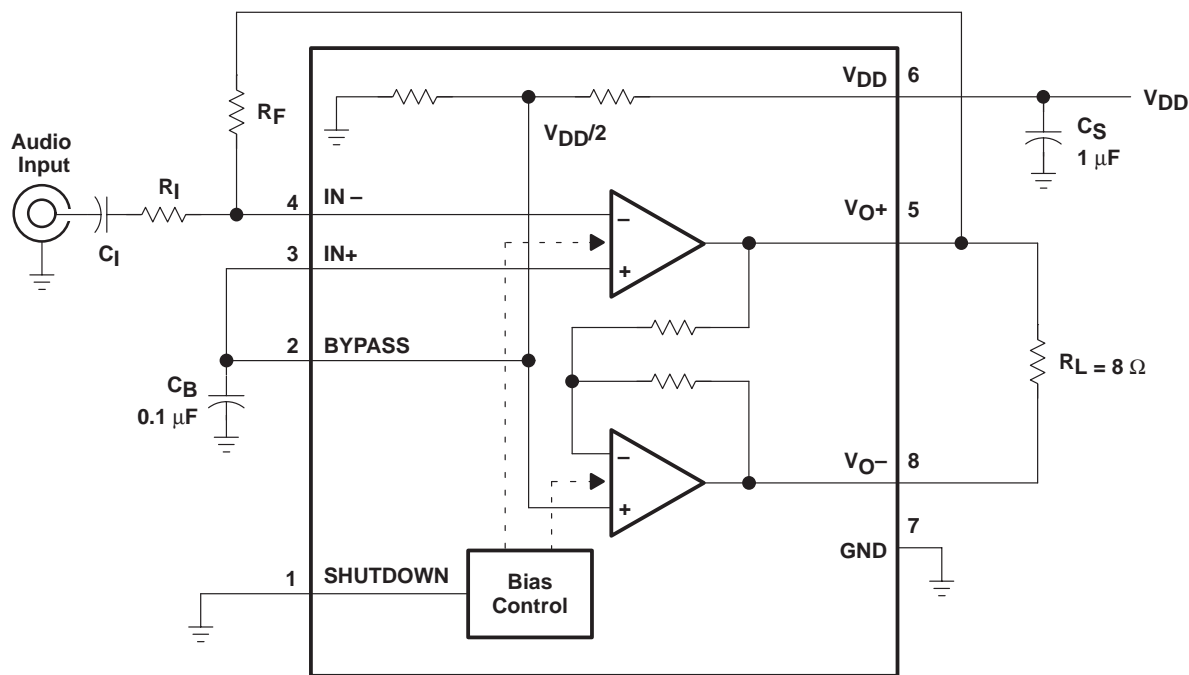 V_DD 6
V_DD
R_F
V_DD/2
C_S
1 μF
Audio
Input
R_I
C_I
4 IN –
V_O+ 5
3 IN+
–
+
2 BYPASS
C_B
0.1 μF
R_L = 8 Ω
–
+
V_O– 8
7
GND
1 SHUTDOWN
Bias
Control